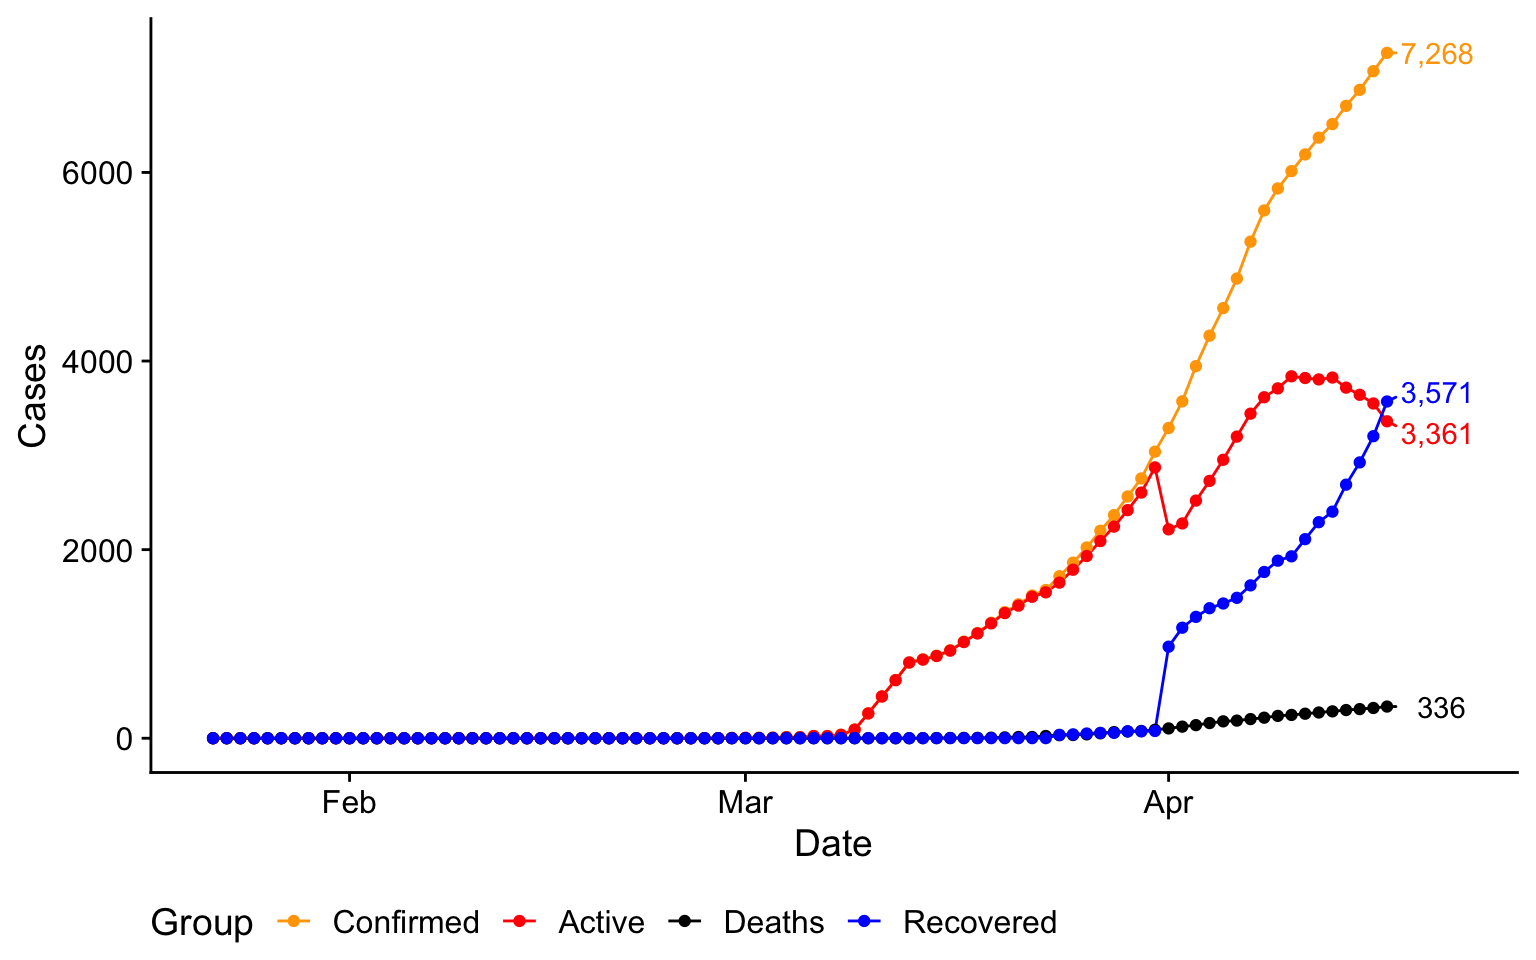 7,268
6000
4000
3,571
3,361
2000
336
0
Cases
Feb Mar Apr
Date
Group Confirmed Active Deaths Recovered